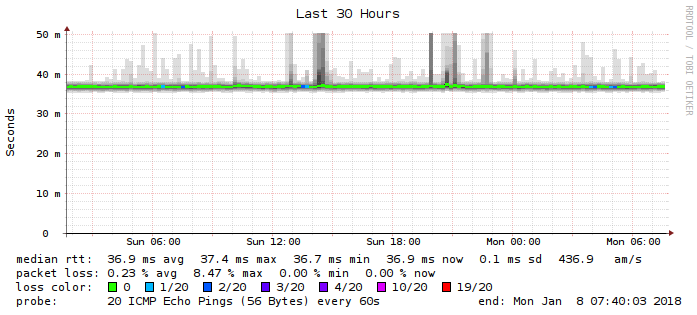 Last 30 Hours
RRDTOOL / TOBI OETIKER
Seconds
50 m
40 m
30 m
20 m
10 m
0
Sun 06:00 Sun 12:00 Sun 18:00 Mon 00:00 Mon 06:00
median rtt: 36.9 ms avg 37.4 ms max 36.7 ms min 36.9 ms now 0.1 ms sd 436.9 am/s
packet loss: 0.23 % avg 8.47 % max 0.00 % min 0.00 % now
loss color: 0 1/20 2/20 3/20 4/20 10/20 19/20
probe: 20 ICMP Echo Pings (56 Bytes) every 60s end: Mon Jan 8 07:40:03 2018